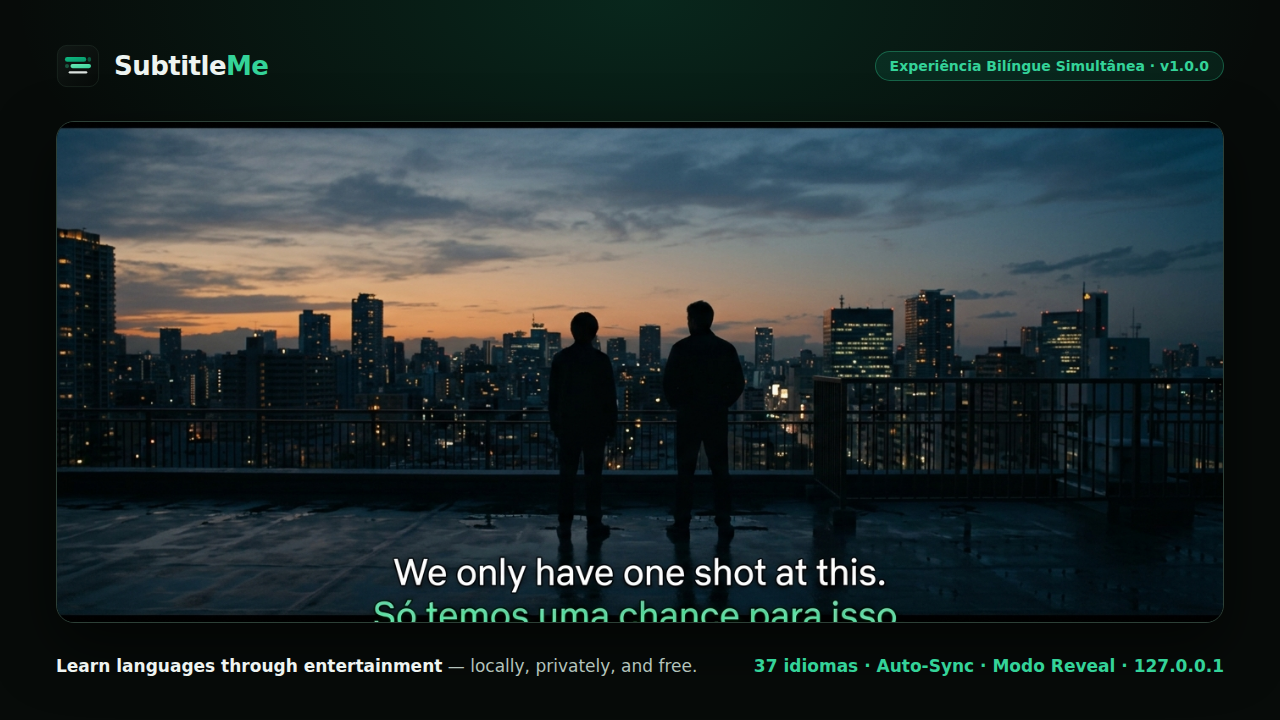 SubtitleMe
Experiência Bilíngue Simultânea · v1.0.0
We only have one shot at this.
Só temos uma chance para isso
Learn languages through entertainment — locally, privately, and free.
37 idiomas · Auto-Sync · Modo Reveal · 127.0.0.1